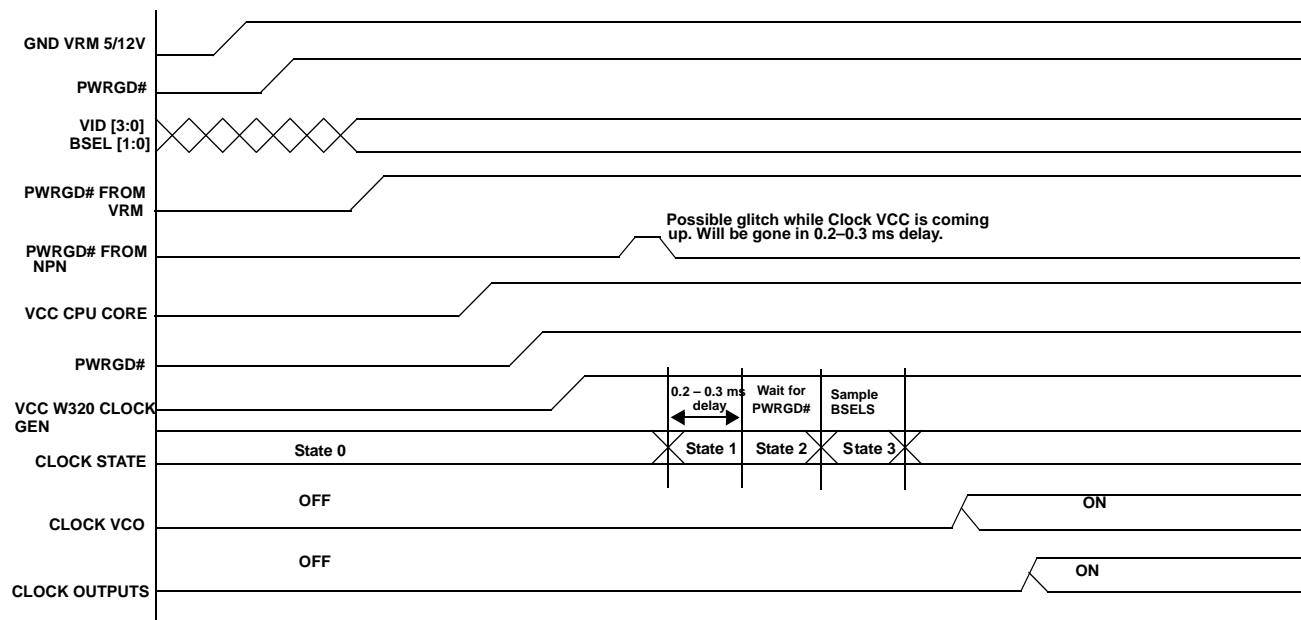 GND VRM 5/12V
PWRGD#
VID [3:0]
BSEL [1:0]
PWRGD# FROM
VRM
Possible glitch while Clock VCC is coming
up. Will be gone in 0.2–0.3 ms delay.
PWRGD# FROM
NPN
VCC CPU CORE
PWRGD#
0.2 – 0.3 ms
delay
Wait for
PWRGD#
Sample
BSELS
VCC W320 CLOCK
GEN
CLOCK STATE
State 0
State 1
State 2
State 3
OFF
ON
CLOCK VCO
OFF
ON
CLOCK OUTPUTS